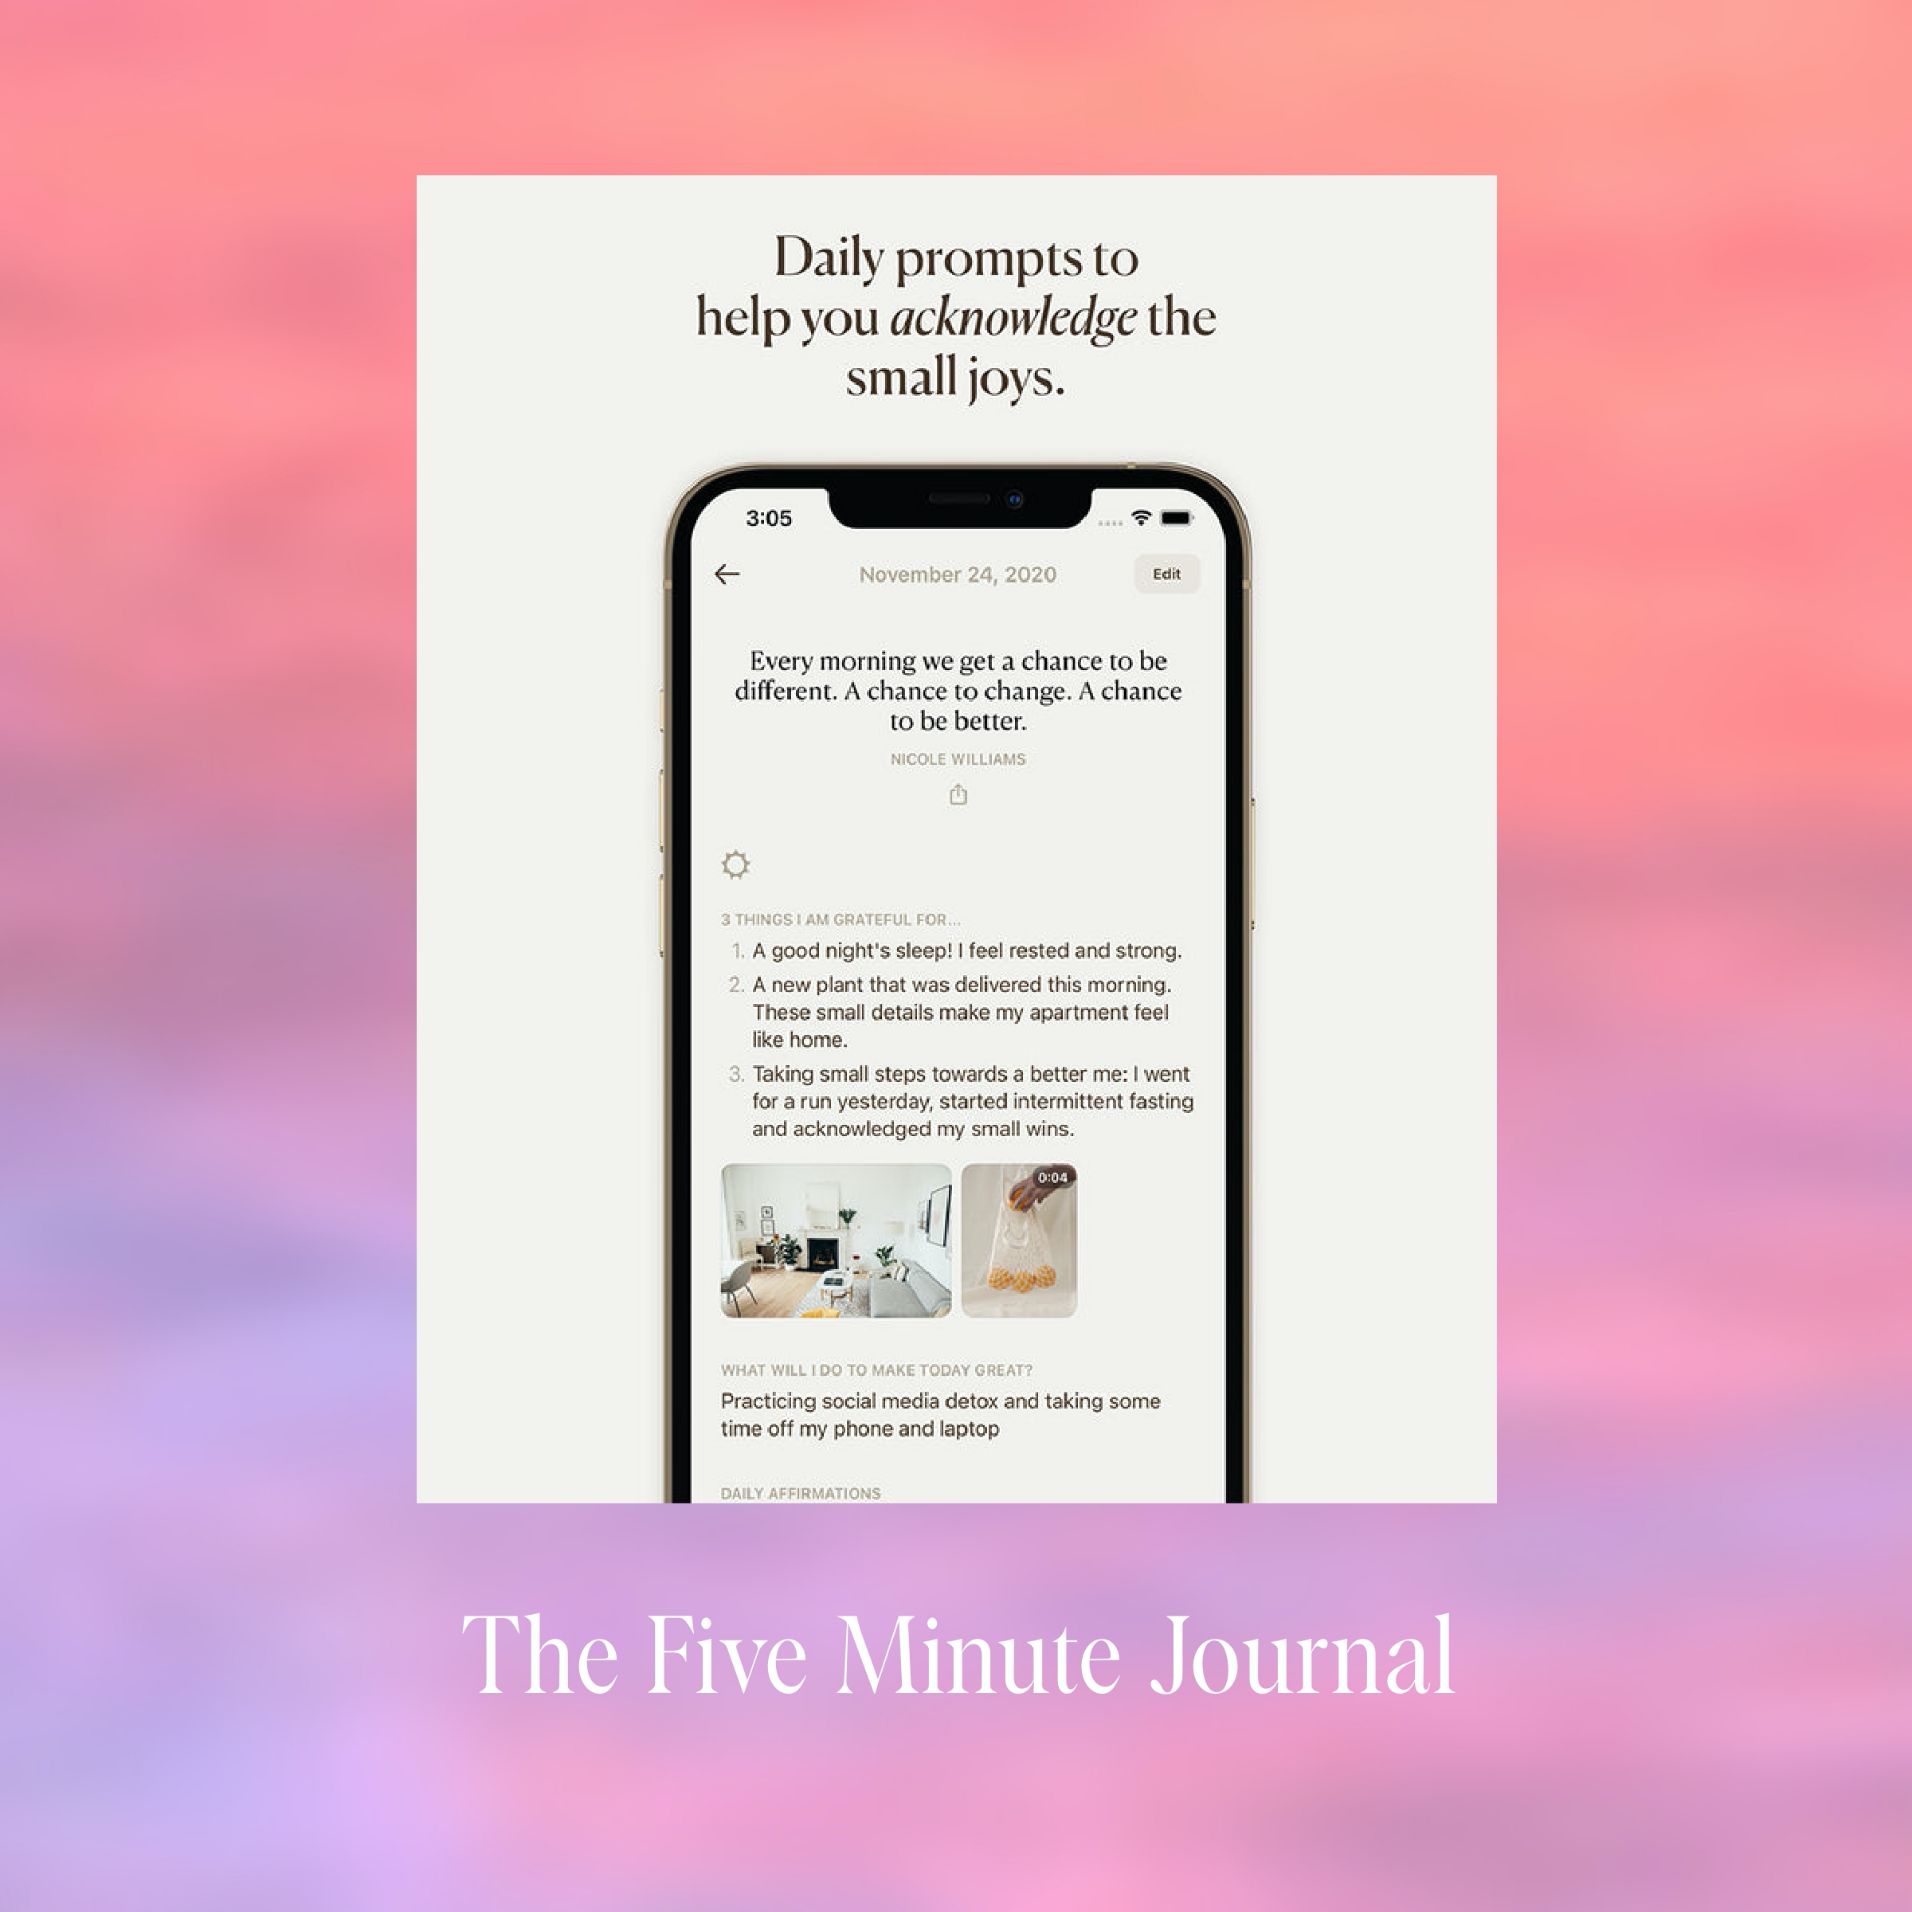 Daily prompts to
help you acknowledge the
small joys.
3:05
November 24, 2020
Edit
Every morning we get a chance to be
different. A chance to change. A chance
to be better.
NICOLE WILLIAMS
3 THINGS I AM GRATEFUL FOR...
1. A good night's sleep! I feel rested and strong.
2. A new plant that was delivered this morning.
These small details make my apartment feel
like home.
3. Taking small steps towards a better me: I went
for a run yesterday, started intermittent fasting
and acknowledged my small wins.
0:04
WHAT WILL I DO TO MAKE TODAY GREAT?
Practicing social media detox and taking some
time off my phone and laptop
DAILY AFFIRMATIONS
The Five Minute Journal